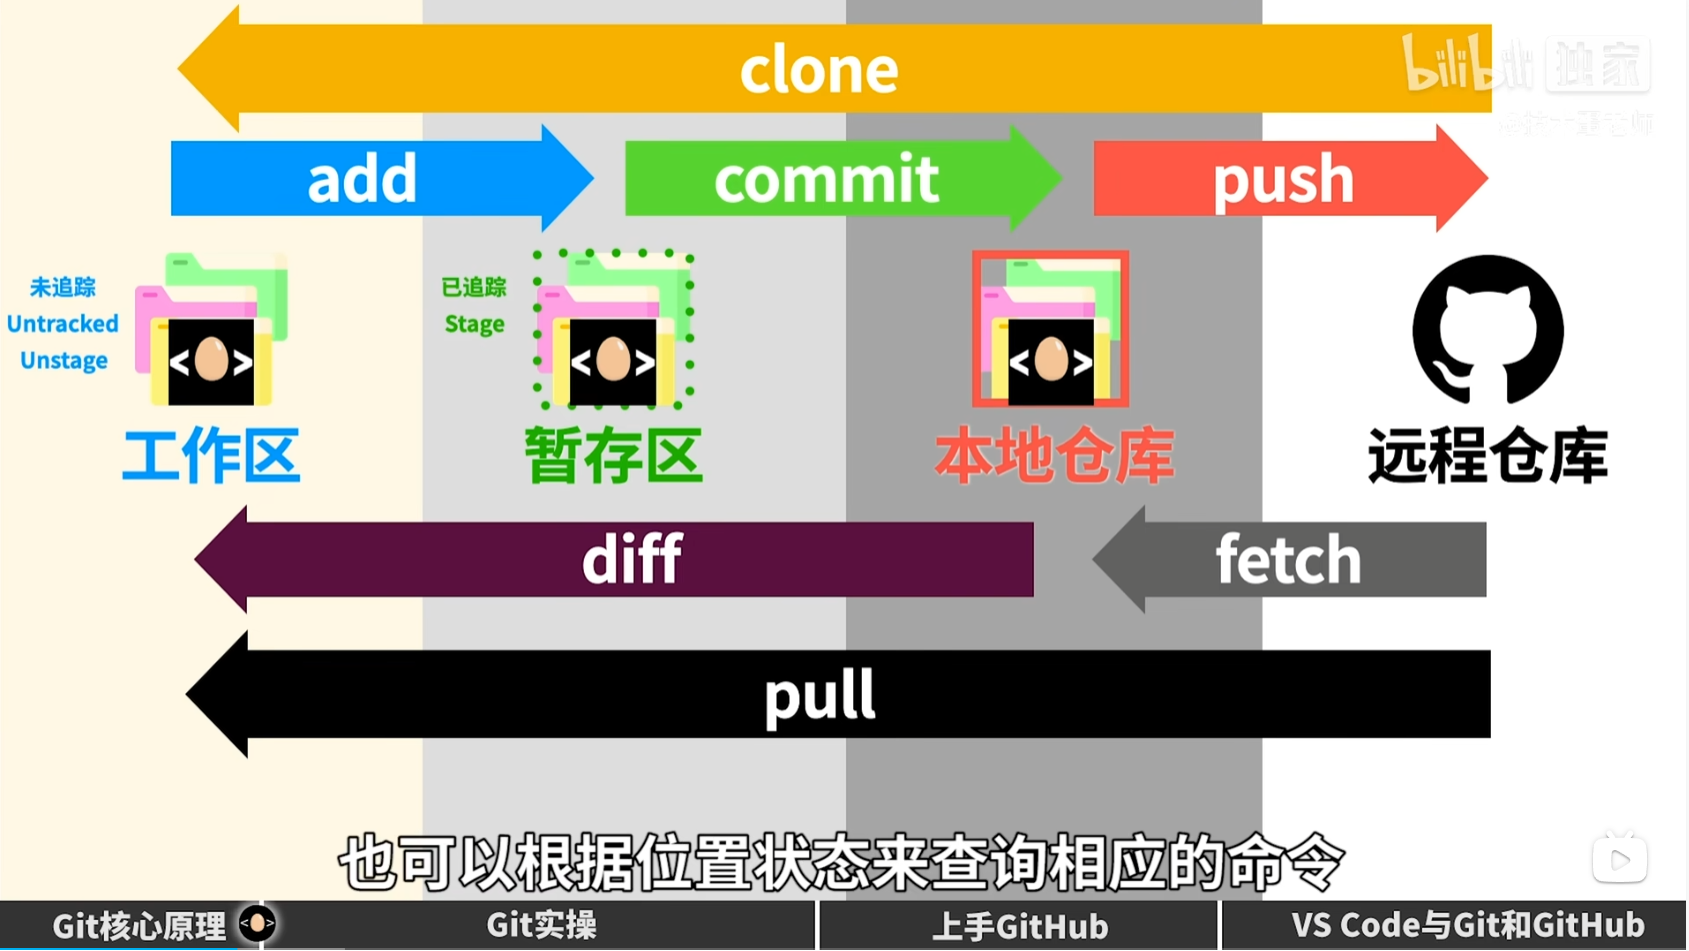 clone
bilibili 独家
add
commit
push
未追踪
Untracked
Unstage
已追踪
Stage
< >
< >
< >
工作区
暂存区
本地仓库
远程仓库
diff
fetch
pull
也可以根据位置状态来查询相应的命令
Git核心原理
< >
Git实操
上手GitHub
VS Code与Git和GitHub